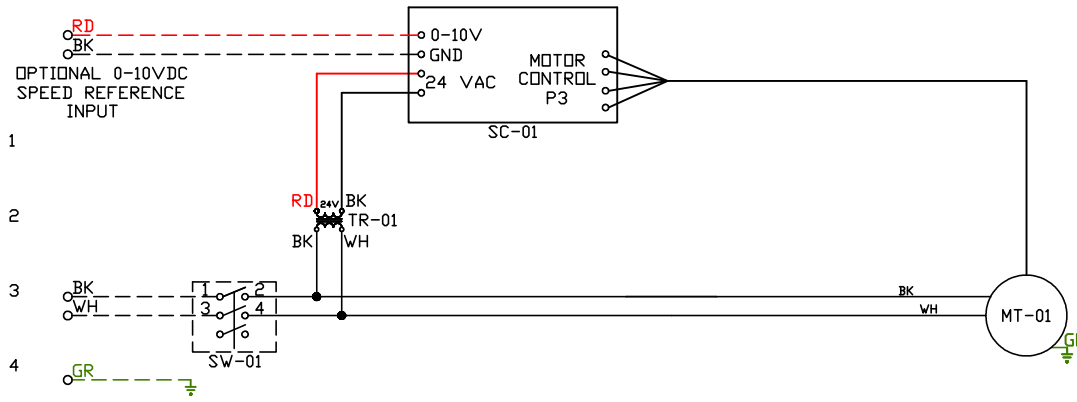 RD
BK
OPTIONAL 0-10VDC
SPEED REFERENCE
INPUT
0-10V
GND
24 VAC
MOTOR
CONTROL
P3
SC-01
1
2
RD
24V
BK
TR-01
BK
WH
3
BK
WH
1
2
3
4
SW-01
BK
WH
MT-01
4
GR